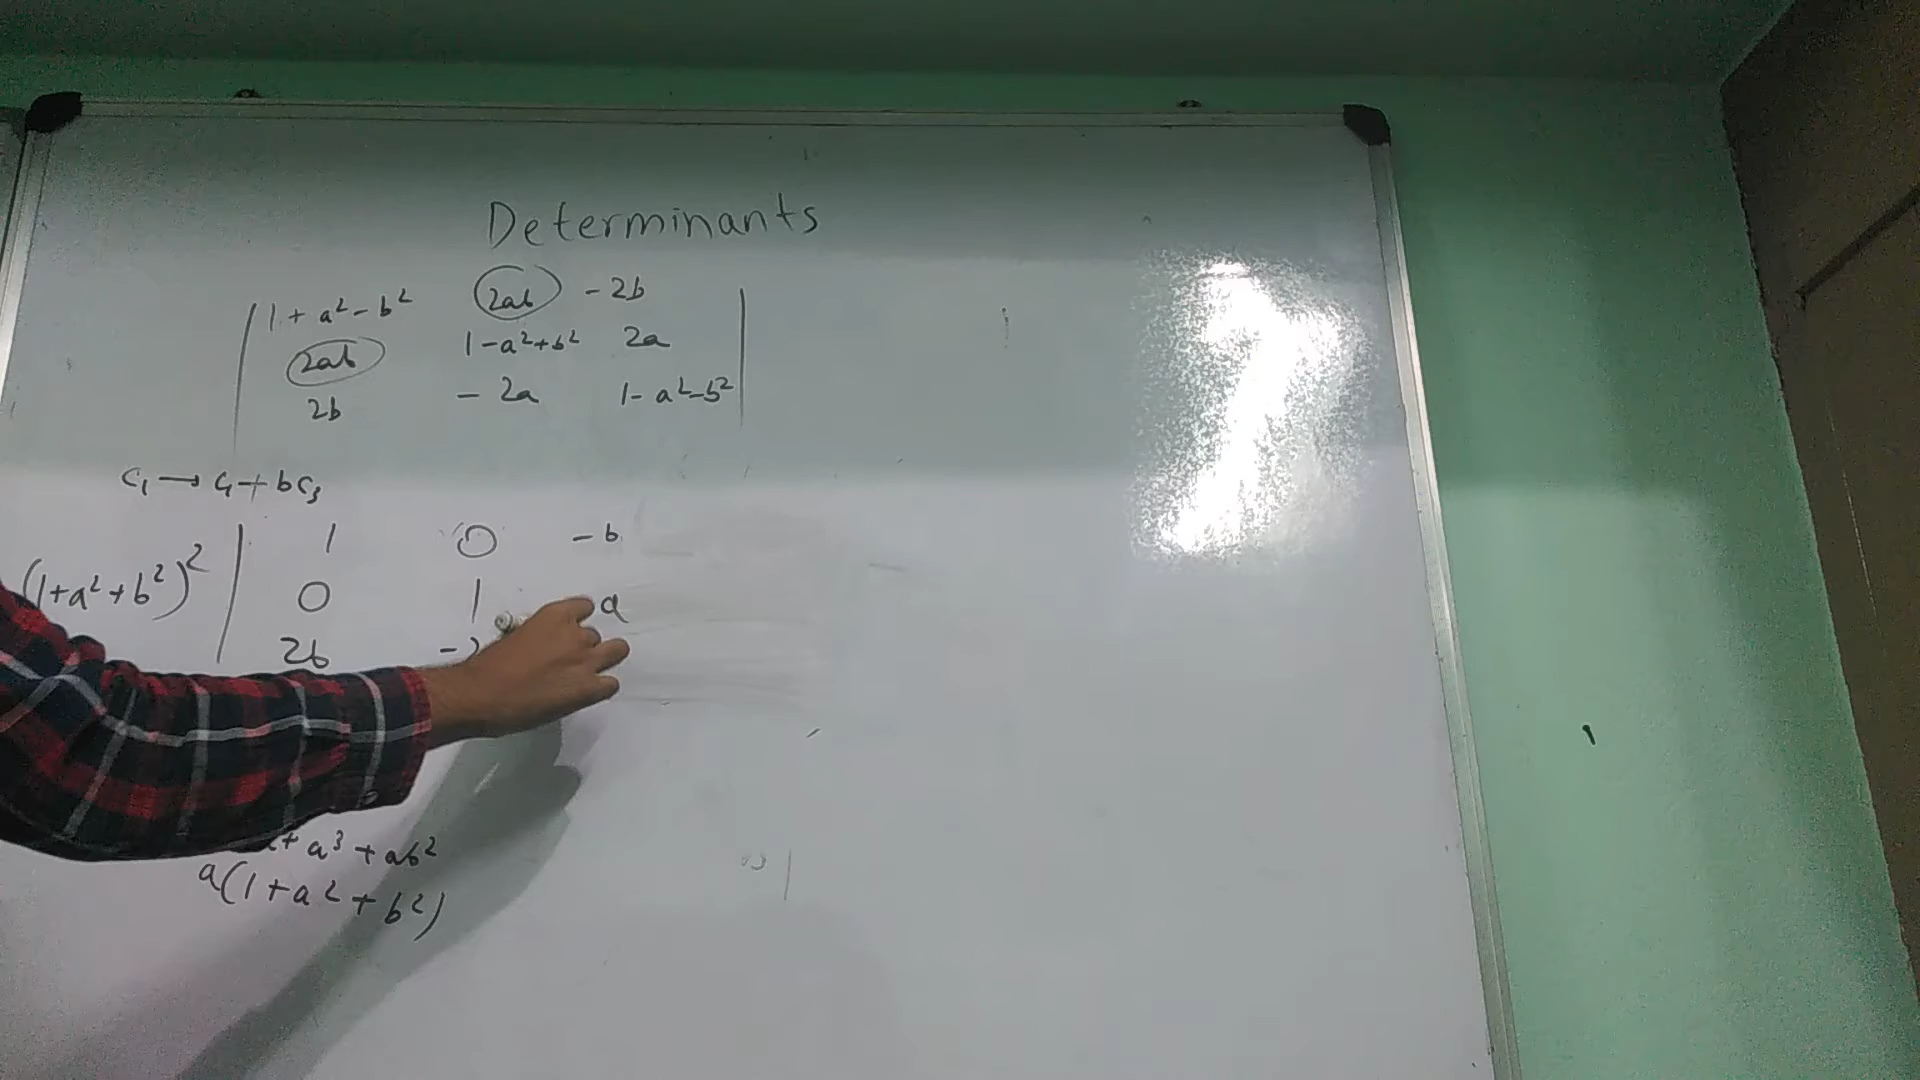 Determinants
| 1 + a² - b² 2ab - 2b |
| 2ab 1 - a² + b² 2a |
| 2b - 2a 1 - a² - b² |
C₁ → C₁ + bC₃
| 1 0 - b
(1 + a² + b²)² | 0 1 a
| 2b
+ a³ + ab²
a(1 + a² + b²)